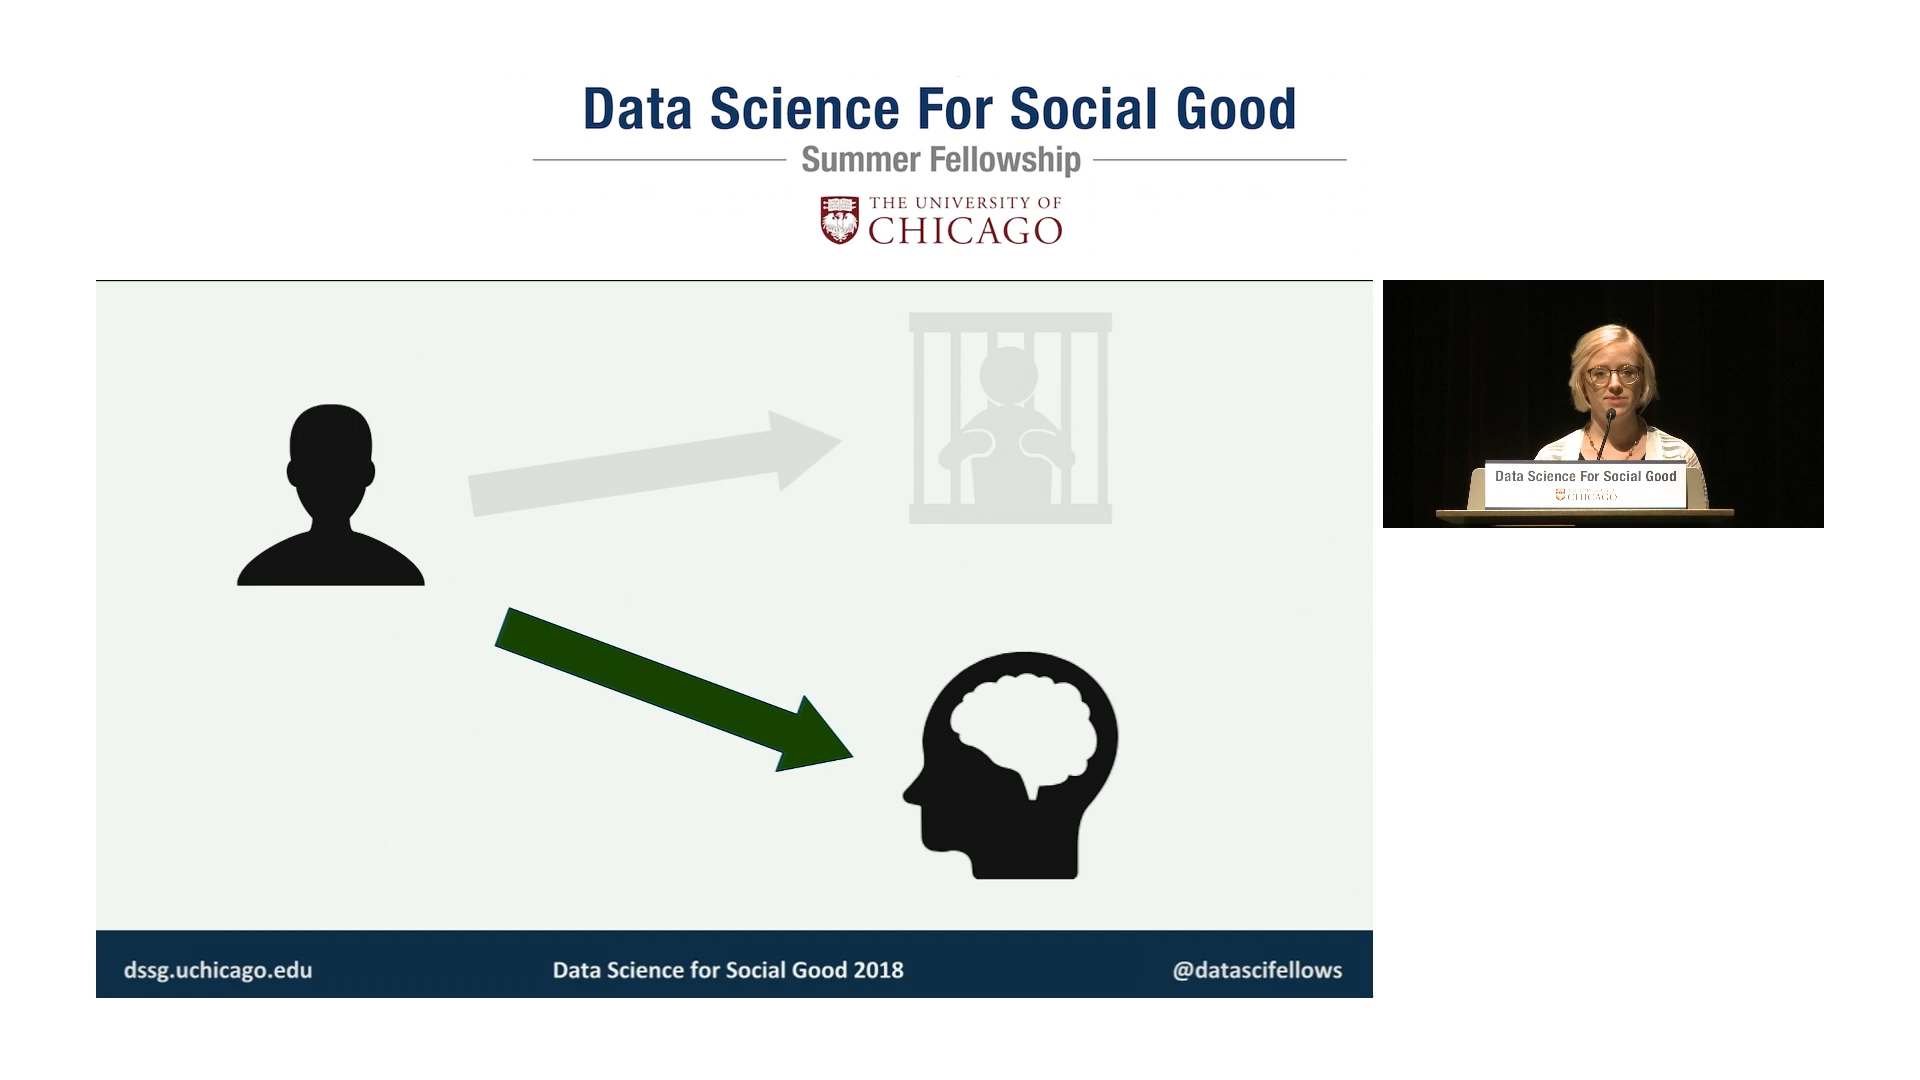 Data Science For Social Good
Summer Fellowship
THE UNIVERSITY OF
CHICAGO
Data Science For Social Good
CHICAGO
dssg.uchicago.edu
Data Science for Social Good 2018
@datascifellows